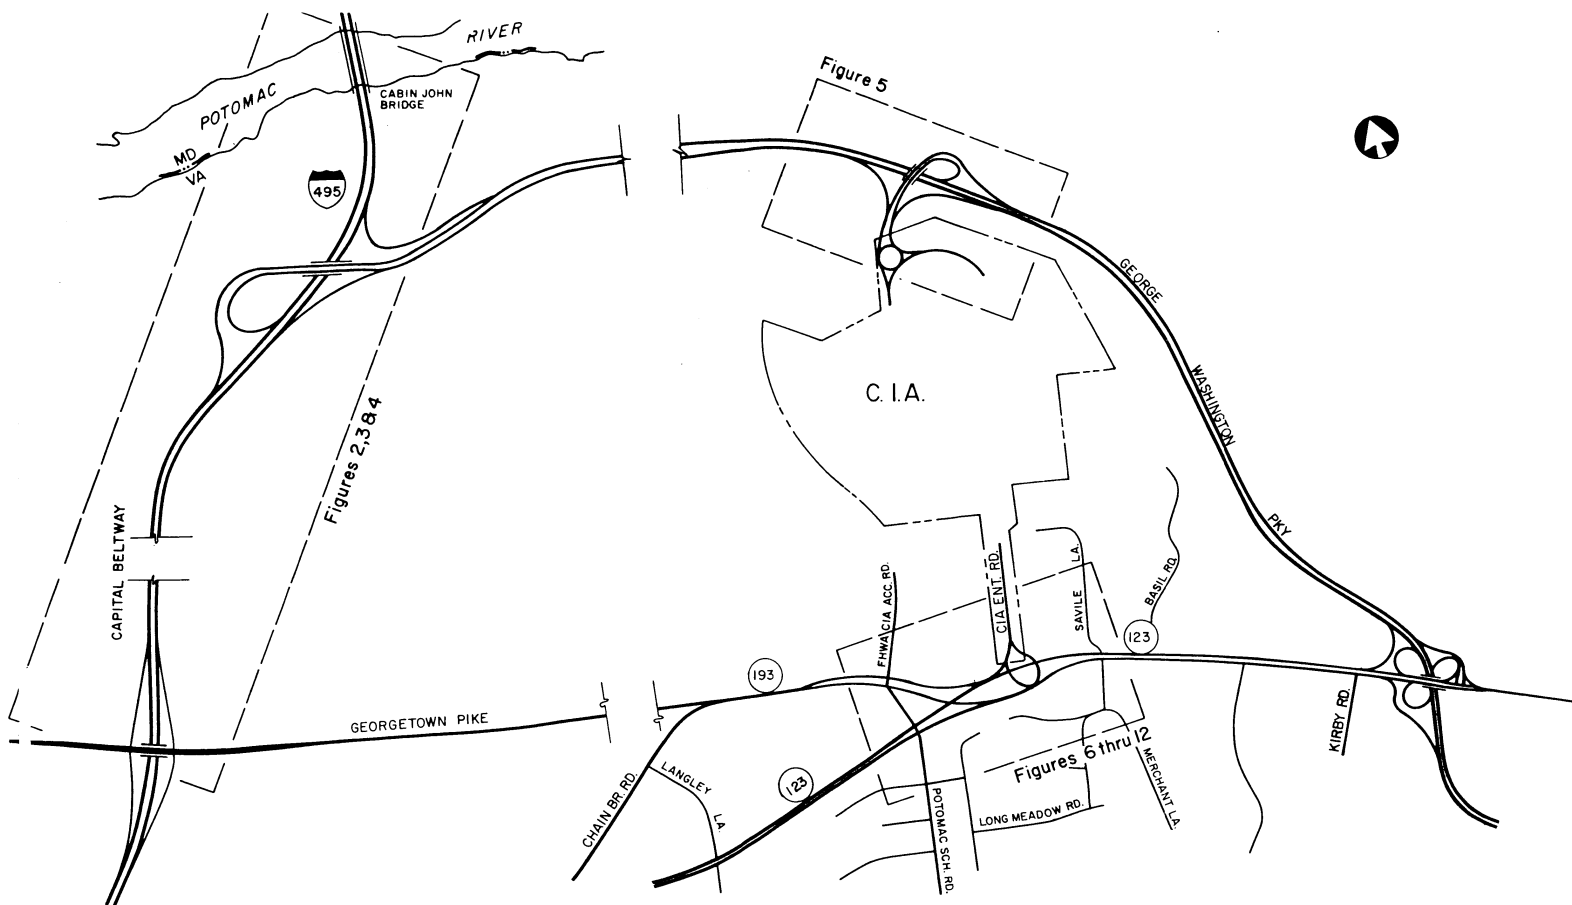 RIVER
POTOMAC
CABIN JOHN
BRIDGE
MD
VA
495
Figure 5
GEORGE
WASHINGTON
PKY
C.I.A.
Figures 2,3&4
CAPITAL BELTWAY
FHWA CIA ACC. RD.
CIA ENT. RD.
SAVILE LA.
BASIL RD.
123
193
GEORGETOWN PIKE
KIRBY RD.
CHAIN BR. RD.
LANGLEY LA.
123
Figures 6 thru 12
MERCHANT LA.
POTOMAC SCH. RD.
LONG MEADOW RD.